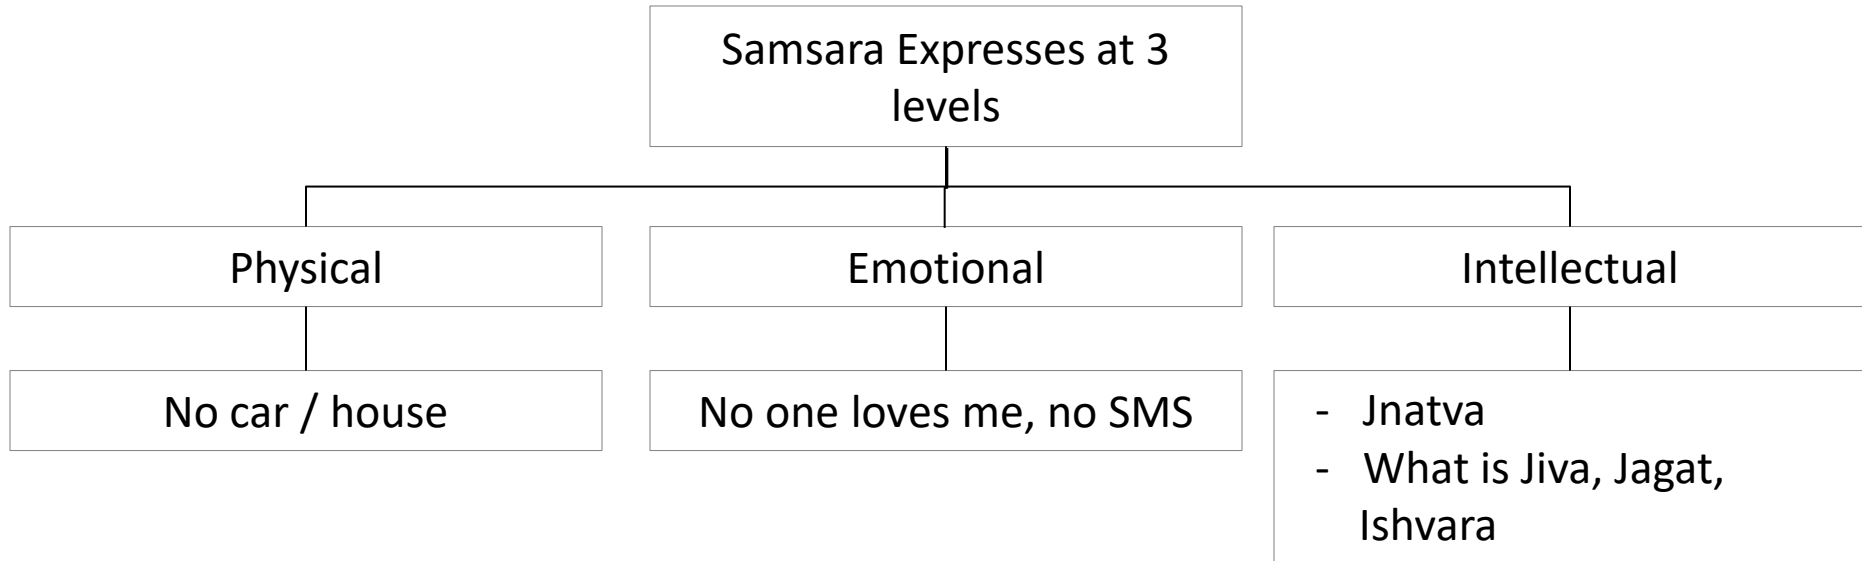 Samsara Expresses at 3
levels
Physical
Emotional
Intellectual
No car / house
No one loves me, no SMS
- Jnatva
- What is Jiva, Jagat,
Ishvara